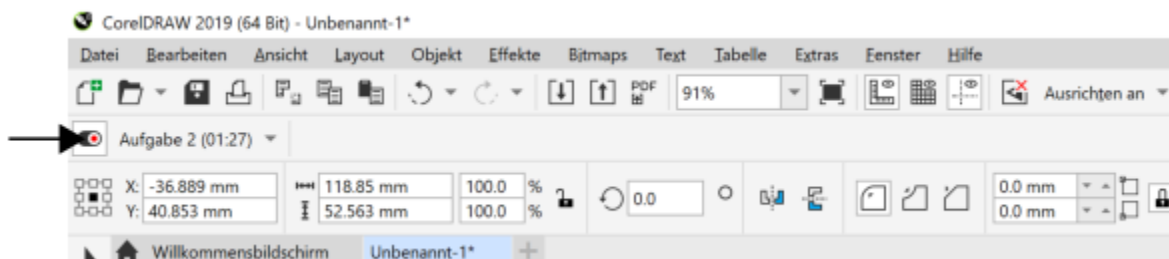 CorelDRAW 2019 (64 Bit) - Unbenannt-1*
Datei Bearbeiten Ansicht Layout Objekt Effekte Bitmaps Text Tabelle Extras Fenster Hilfe
PDF 91% Ausrichten an
Aufgabe 2 (01:27)
X: -36.889 mm 118.85 mm 100.0 % 0.0 0.0 mm
Y: 40.853 mm 52.563 mm 100.0 % 0.0 mm
Willkommensbildschirm Unbenannt-1*